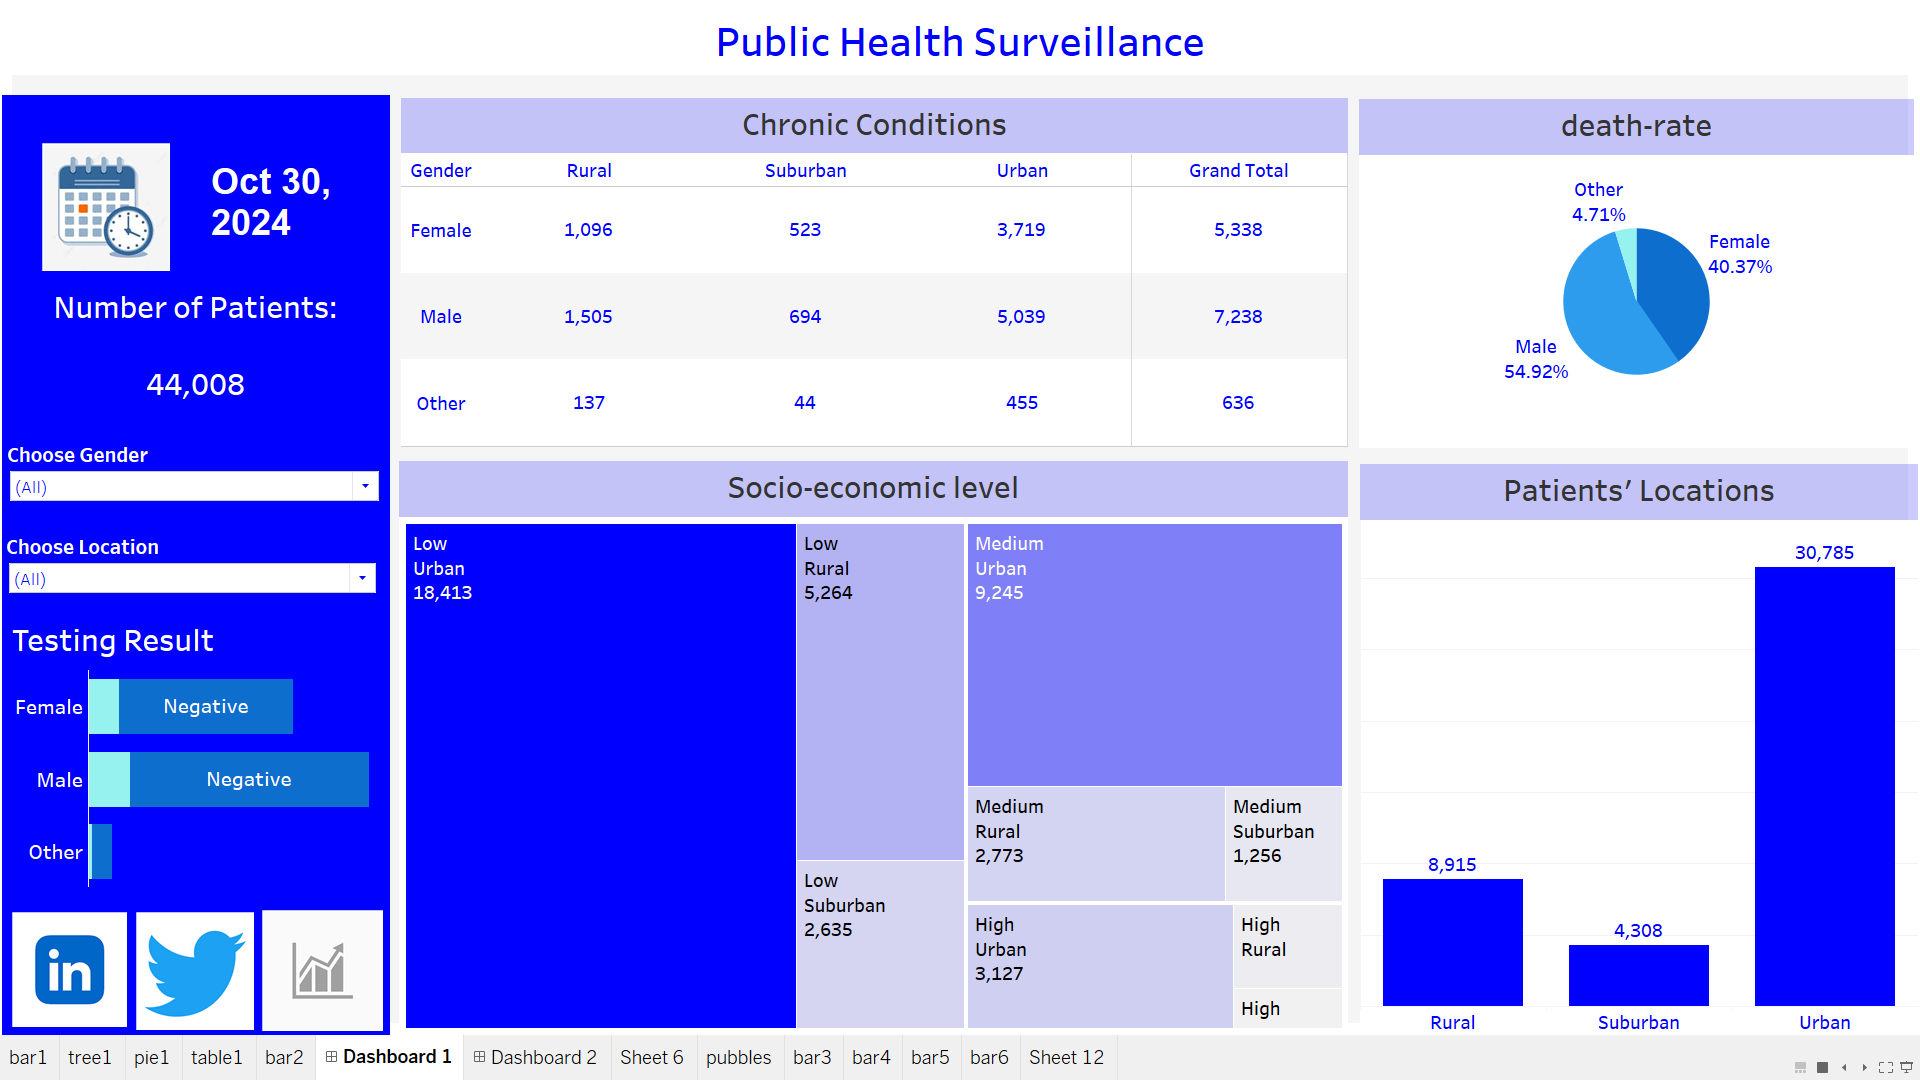 Public Health Surveillance
Oct 30,
2024
Number of Patients:
44,008
Choose Gender
(All)
Choose Location
(All)
Testing Result
Female
Negative
Male
Negative
Other
in
Chronic Conditions
Gender Rural Suburban Urban Grand Total
Female 1,096 523 3,719 5,338
Male 1,505 694 5,039 7,238
Other 137 44 455 636
death-rate
Other
4.71%
Female
40.37%
Male
54.92%
Socio-economic level
Low
Urban
18,413
Low
Rural
5,264
Low
Suburban
2,635
Medium
Urban
9,245
Medium
Rural
2,773
Medium
Suburban
1,256
High
Urban
3,127
High
Rural
High
Patients’ Locations
30,785
8,915
4,308
Rural Suburban Urban
bar1 tree1 pie1 table1 bar2 Dashboard 1 Dashboard 2 Sheet 6 pubbles bar3 bar4 bar5 bar6 Sheet 12